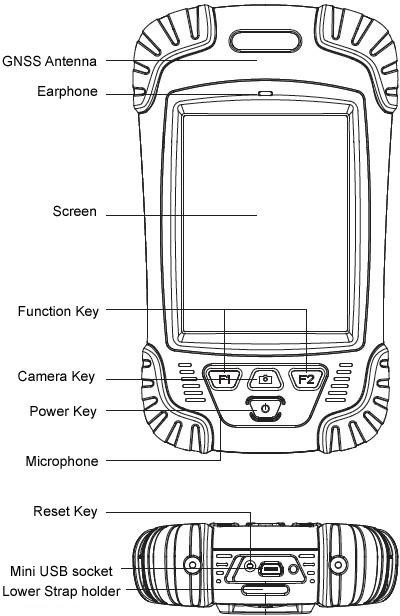 GNSS Antenna
Earphone
Screen
Function Key
Camera Key
F1
F2
Power Key
Microphone
Reset Key
Mini USB socket
Lower Strap holder